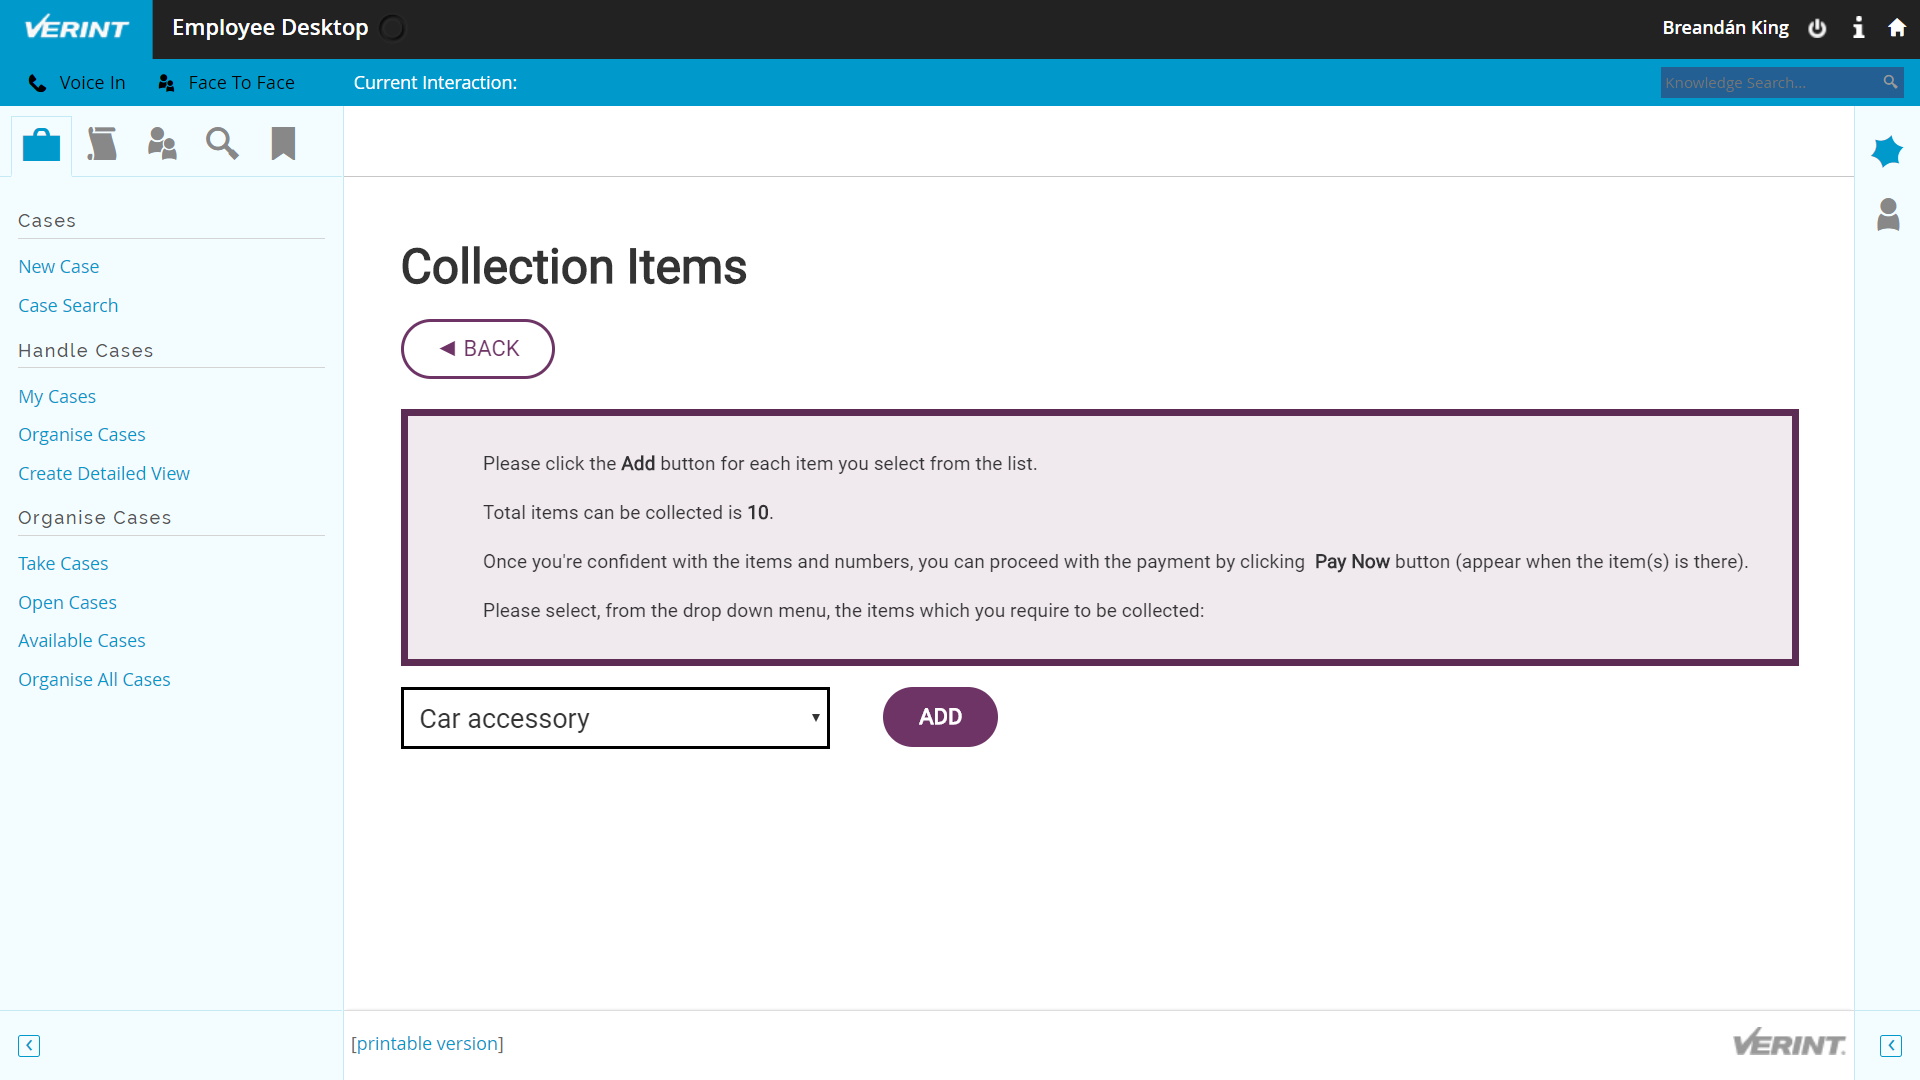 VERINT
Employee Desktop
Breandán King
Voice In
Face To Face
Current Interaction:
Knowledge Search...
Cases
New Case
Case Search
Handle Cases
My Cases
Organise Cases
Create Detailed View
Organise Cases
Take Cases
Open Cases
Available Cases
Organise All Cases
Collection Items
◀ BACK
Please click the Add button for each item you select from the list.
Total items can be collected is 10.
Once you're confident with the items and numbers, you can proceed with the payment by clicking Pay Now button (appear when the item(s) is there).
Please select, from the drop down menu, the items which you require to be collected:
Car accessory
ADD
[printable version]
VERINT.